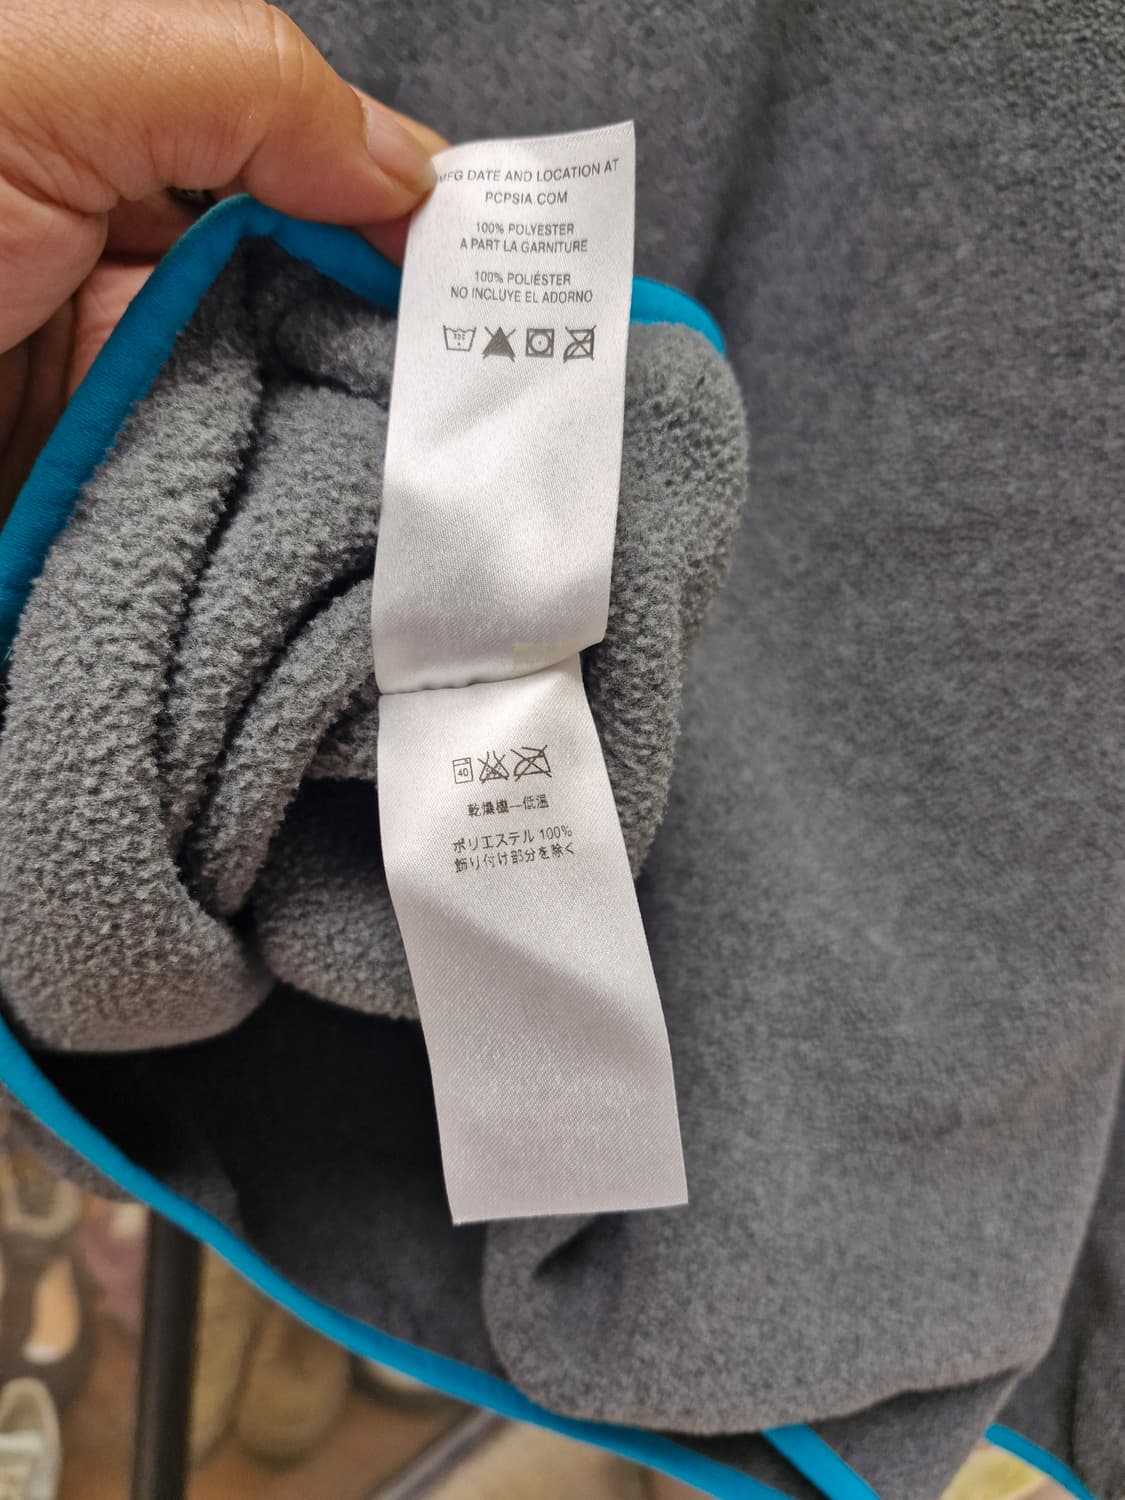 MFG DATE AND LOCATION AT
PCPSIA.COM
100% POLYESTER
A PART LA GARNITURE
100% POLIÉSTER
NO INCLUYE EL ADORNO
40
乾燥機—低温
ポリエステル 100%
飾り付け部分を除く